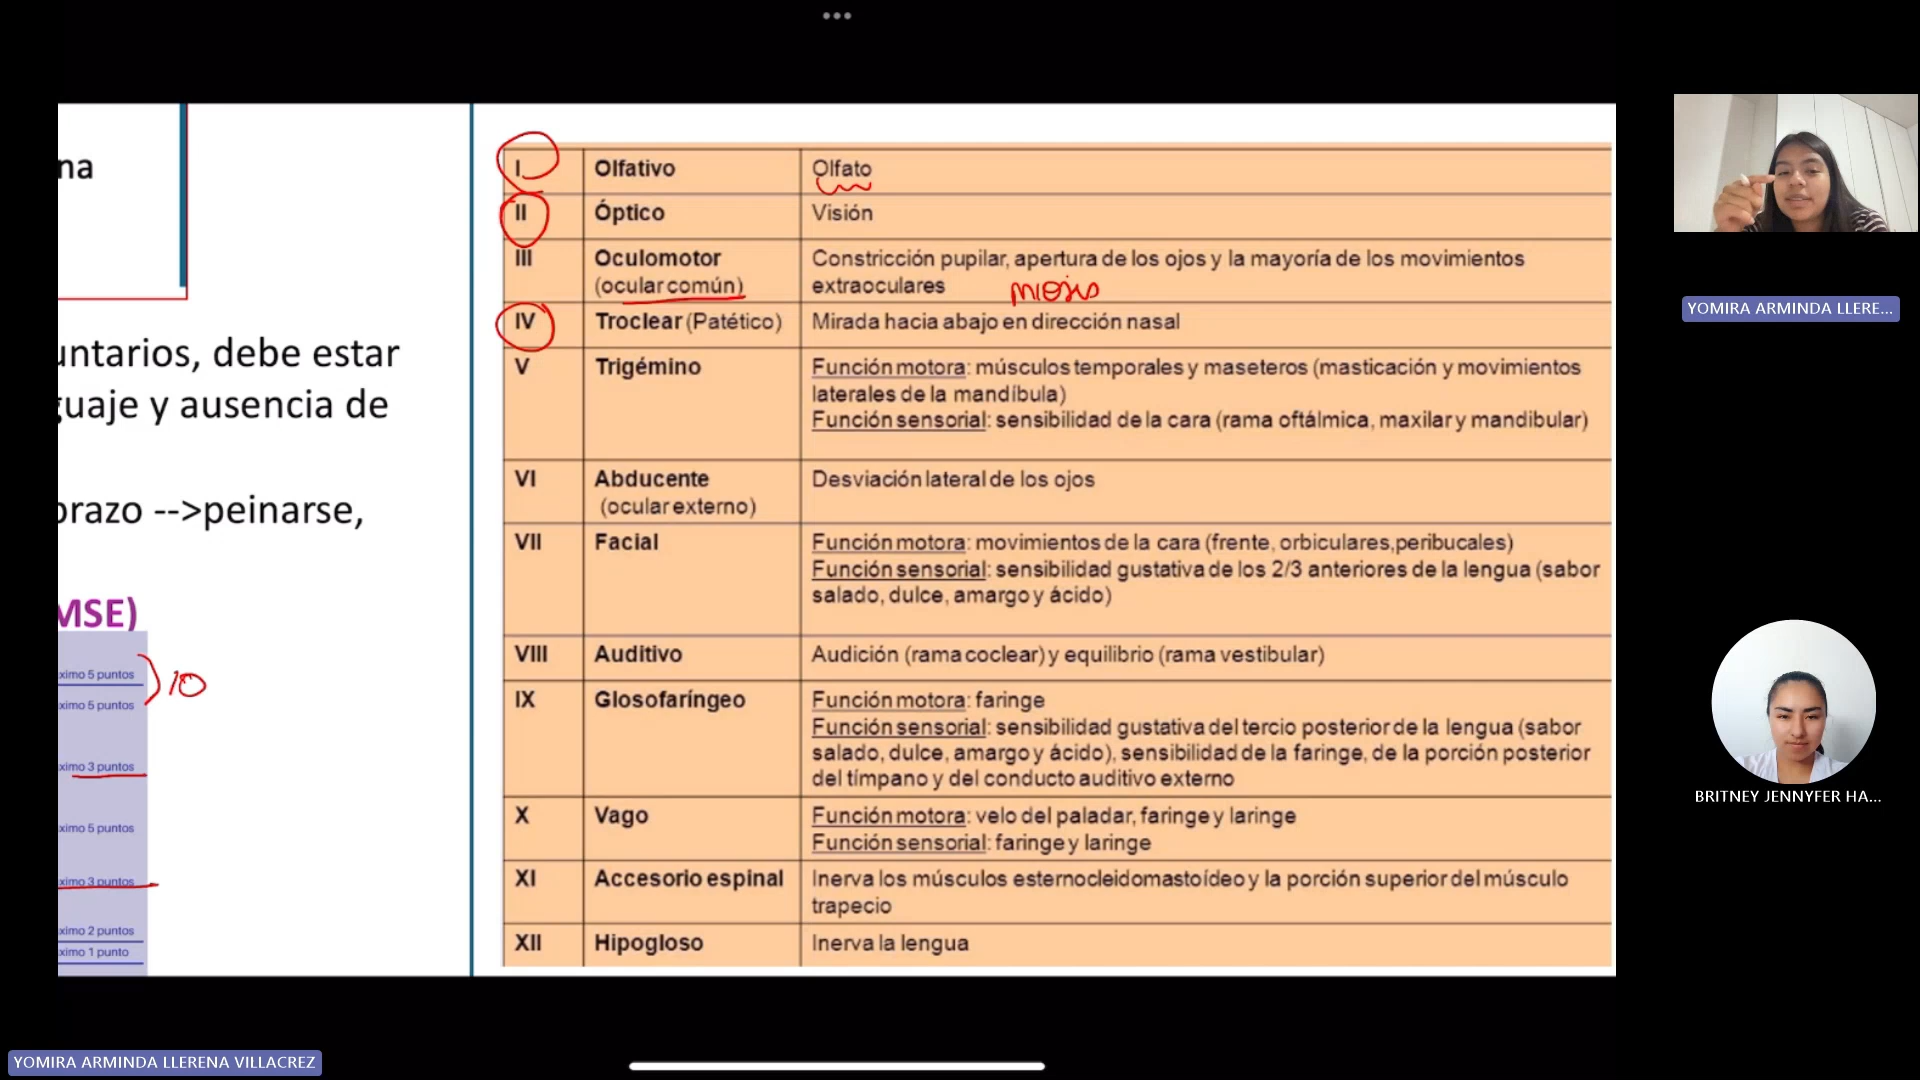 na
untarios, debe estar
guaje y ausencia de
brazo -->peinarse,
MSE)
ximo 5 puntos
ximo 5 puntos
10
ximo 3 puntos
ximo 5 puntos
ximo 3 puntos
ximo 2 puntos
ximo 1 punto
I Olfativo Olfato
II Óptico Visión
III Oculomotor Constricción pupilar, apertura de los ojos y la mayoría de los movimientos
(ocular común) extraoculares miosis
IV Troclear (Patético) Mirada hacia abajo en dirección nasal
V Trigémino Función motora: músculos temporales y maseteros (masticación y movimientos
laterales de la mandíbula)
Función sensorial: sensibilidad de la cara (rama oftálmica, maxilar y mandibular)
VI Abducente Desviación lateral de los ojos
(ocular externo)
VII Facial Función motora: movimientos de la cara (frente, orbiculares,peribucales)
Función sensorial: sensibilidad gustativa de los 2/3 anteriores de la lengua (sabor
salado, dulce, amargo y ácido)
VIII Auditivo Audición (rama coclear) y equilibrio (rama vestibular)
IX Glosofaríngeo Función motora: faringe
Función sensorial: sensibilidad gustativa del tercio posterior de la lengua (sabor
salado, dulce, amargo y ácido), sensibilidad de la faringe, de la porción posterior
del tímpano y del conducto auditivo externo
X Vago Función motora: velo del paladar, faringe y laringe
Función sensorial: faringe y laringe
XI Accesorio espinal Inerva los músculos esternocleidomastoídeo y la porción superior del músculo
trapecio
XII Hipogloso Inerva la lengua
YOMIRA ARMINDA LLERE...
BRITNEY JENNYFER HA...
YOMIRA ARMINDA LLERENA VILLACREZ